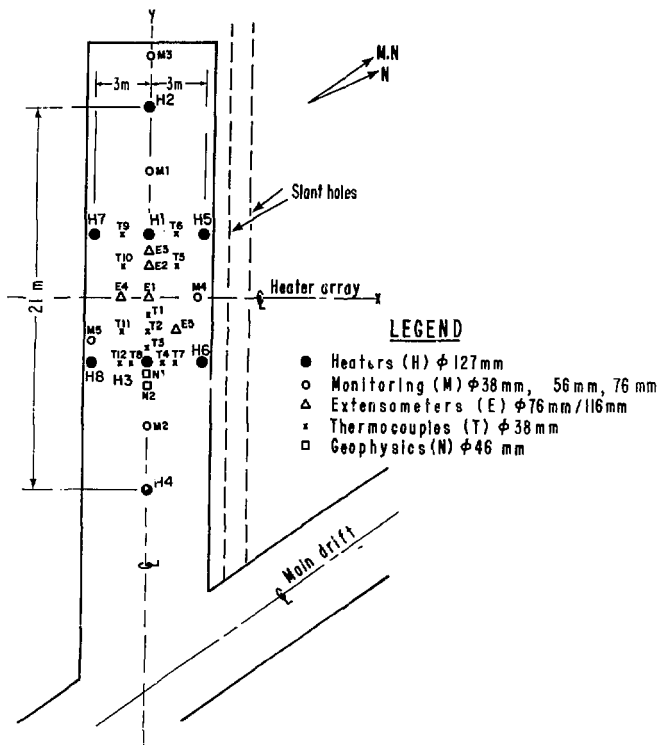 y
M3
M.N
N
3m
3m
H2
M1
Slant holes
H7
T9
H1
T6
H5
E3
T10
E2
T5
21 m
E4
E1
M4
℄
Heater array
x
T1
M5
T11
T2
E5
T3
T12
T8
T4
T7
H6
H8
H3
N1
N2
M2
H4
℄
Main drift
℄
LEGEND
● Heaters (H) φ127mm
○ Monitoring (M) φ38mm, 56mm, 76mm
△ Extensometers (E) φ76mm/116mm
x Thermocouples (T) φ38mm
□ Geophysics (N) φ46 mm